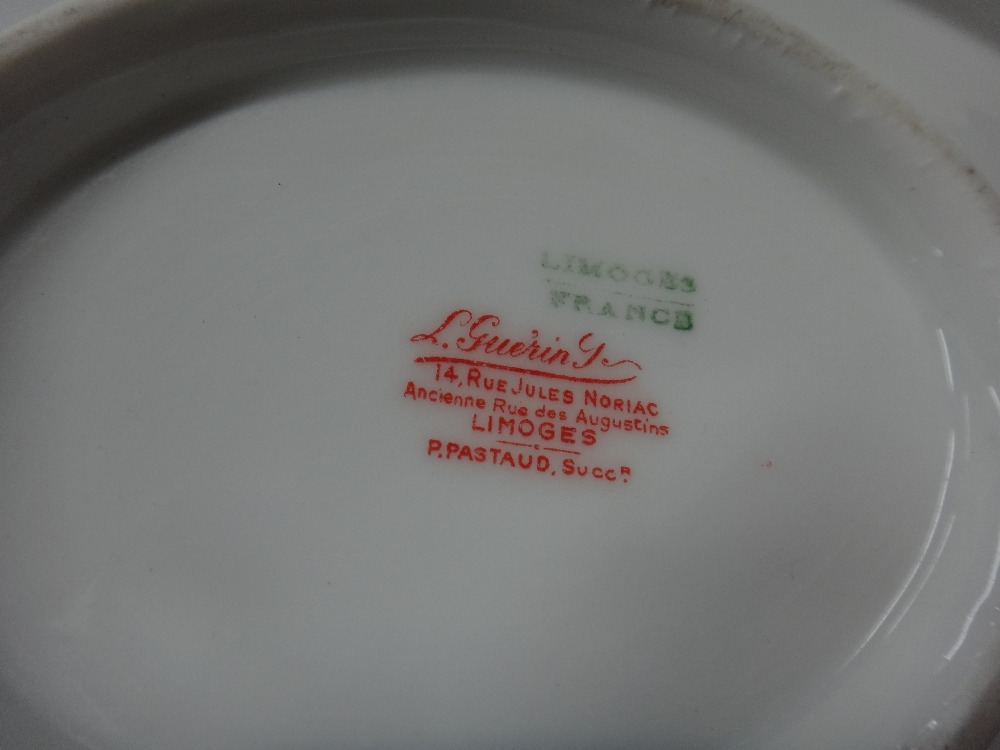 LIMOGES
FRANCE
L. Guérin
14, RUE JULES NORIAC
Ancienne Rue des Augustins
LIMOGES
P. PASTAUD, SUCCR.